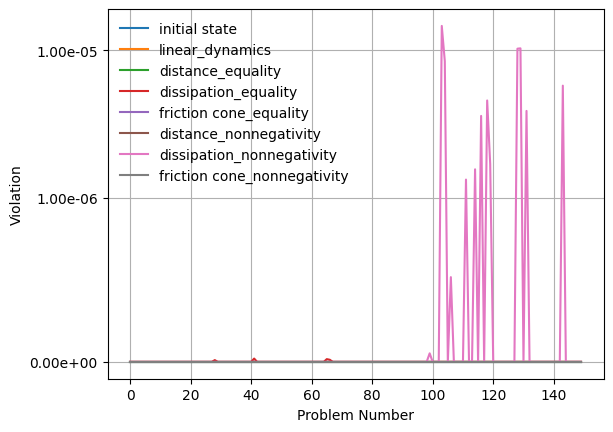 initial state
linear_dynamics
distance_equality
dissipation_equality
friction cone_equality
distance_nonnegativity
dissipation_nonnegativity
friction cone_nonnegativity
1.00e-05
1.00e-06
0.00e+00
Violation
0 20 40 60 80 100 120 140
Problem Number